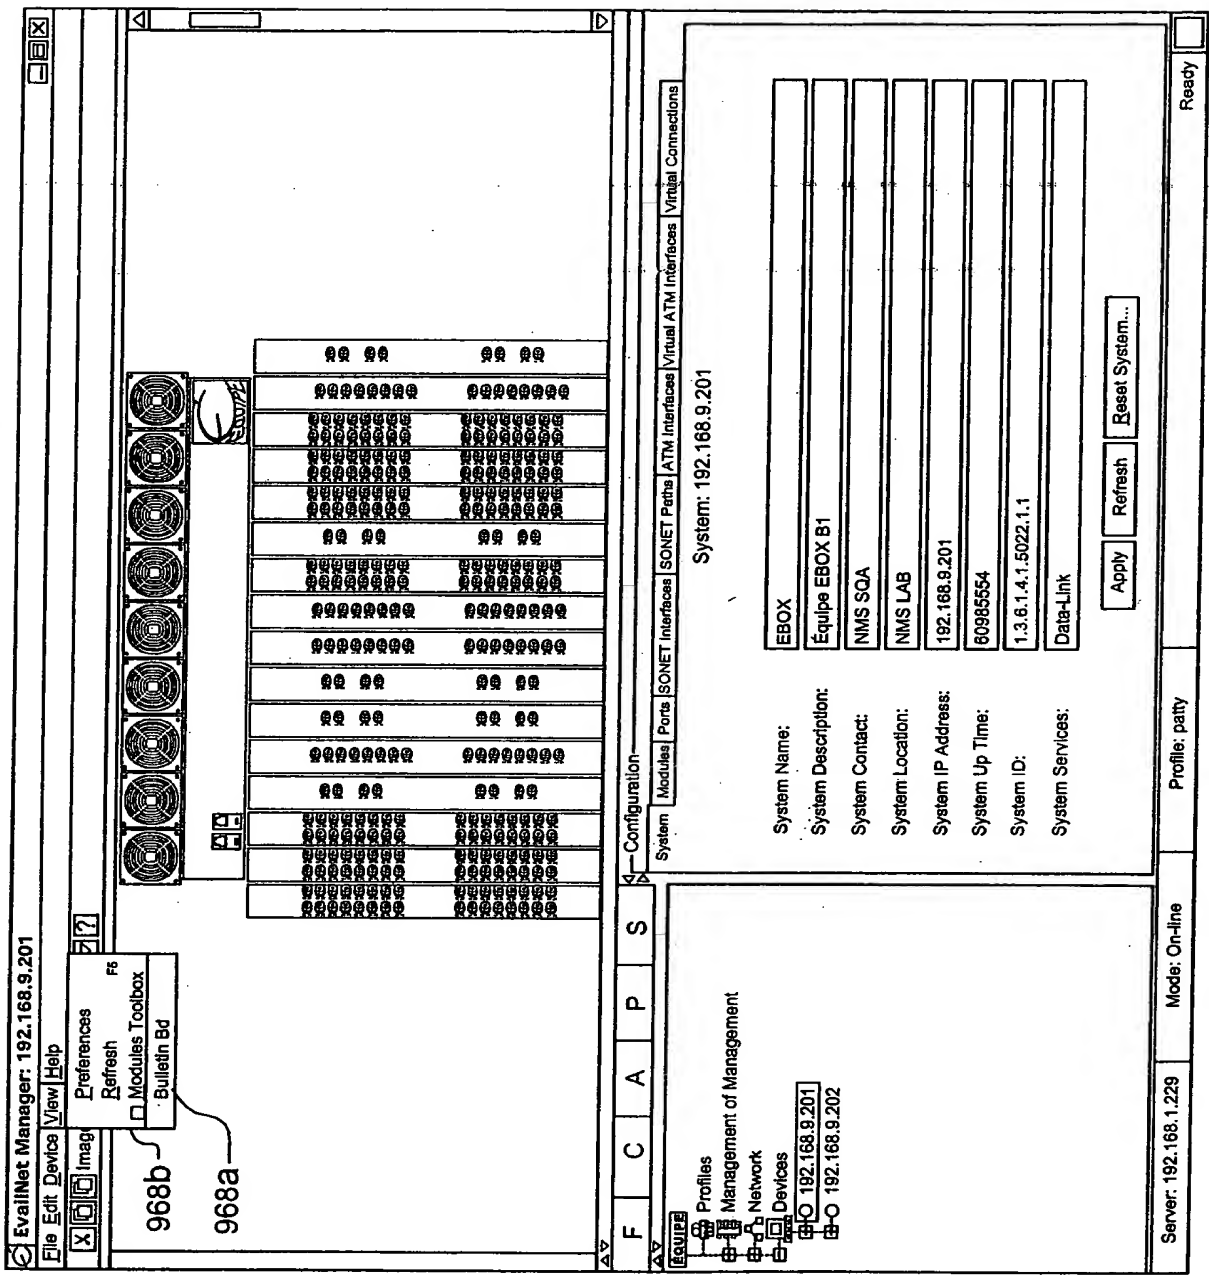 EvailNet Manager: 192.168.9.201
File Edit Device View Help
Imag
?
Preferences
Refresh F5
Modules Toolbox
Bulletin Bd
968b
968a
F C A P S
ÉQUIPE
Profiles
Management of Management
Network
Devices
192.168.9.201
192.168.9.202
Configuration
System Modules Ports SONET Interfaces SONET Paths ATM Interfaces Virtual ATM Interfaces Virtual Connections
System: 192.168.9.201
System Name: EBOX
System Description: Équipe EBOX B1
System Contact: NMS SQA
System Location: NMS LAB
System IP Address: 192.168.9.201
System Up Time: 60985554
System ID: 1.3.6.1.4.1.5022.1.1
System Services: Data-Link
Apply Refresh Reset System...
Server: 192.168.1.229 Mode: On-line Profile: patty Ready